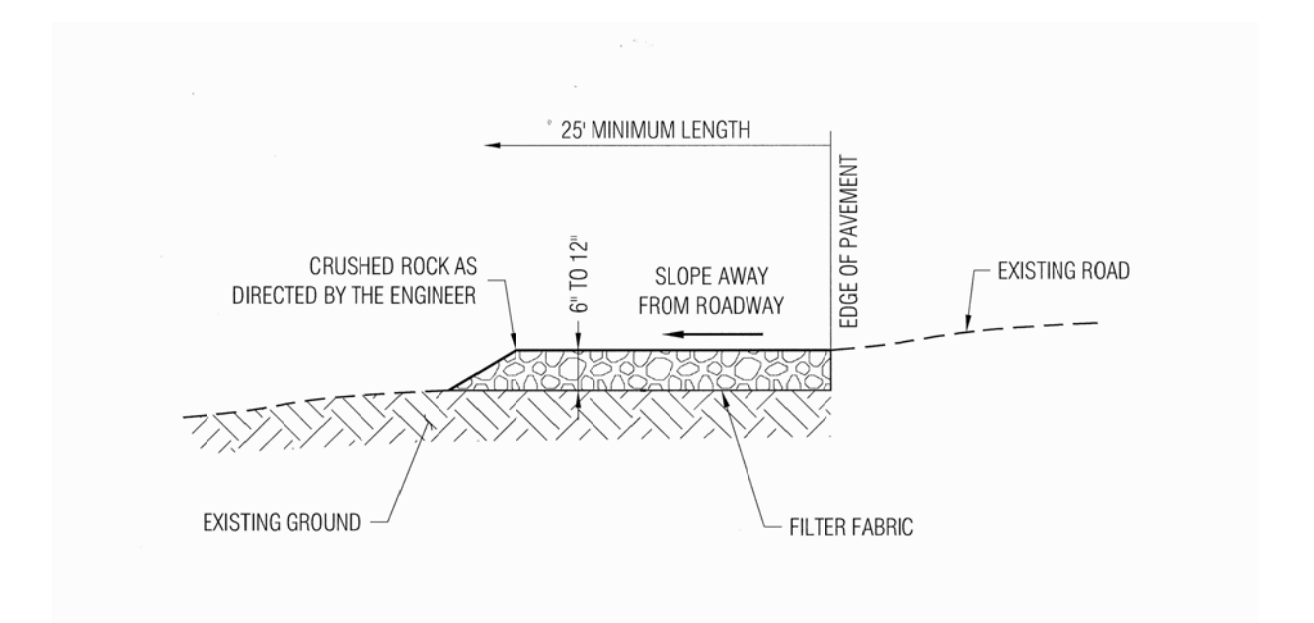 25' MINIMUM LENGTH
EDGE OF PAVEMENT
6" TO 12"
CRUSHED ROCK AS
DIRECTED BY THE ENGINEER
SLOPE AWAY
FROM ROADWAY
EXISTING ROAD
EXISTING GROUND
FILTER FABRIC